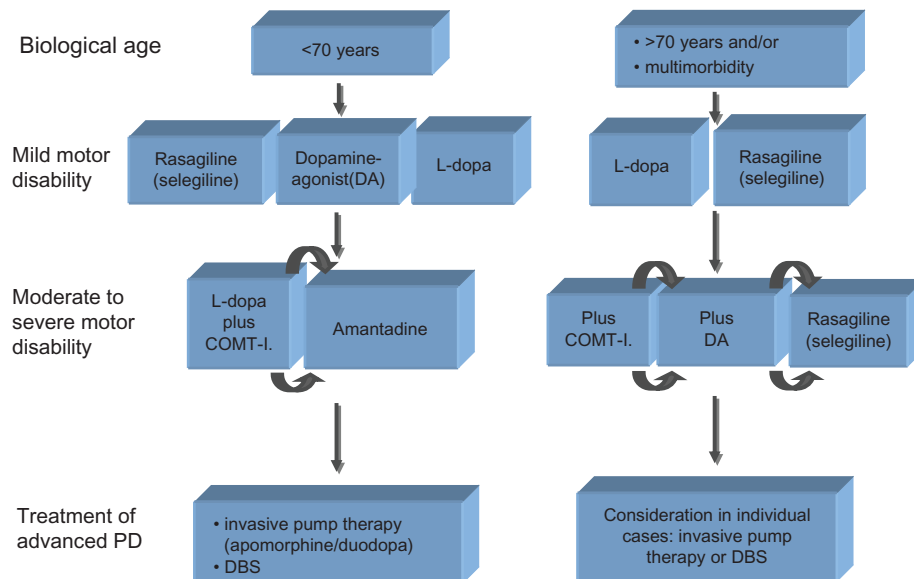 Biological age
<70 years
• >70 years and/or
• multimorbidity
Mild motor
disability
Rasagiline
(selegiline)
Dopamine-
agonist(DA)
L-dopa
L-dopa
Rasagiline
(selegiline)
Moderate to
severe motor
disability
L-dopa
plus
COMT-I.
Amantadine
Plus
COMT-I.
Plus
DA
Rasagiline
(selegiline)
Treatment of
advanced PD
• invasive pump therapy
(apomorphine/duodopa)
• DBS
Consideration in individual
cases: invasive pump
therapy or DBS